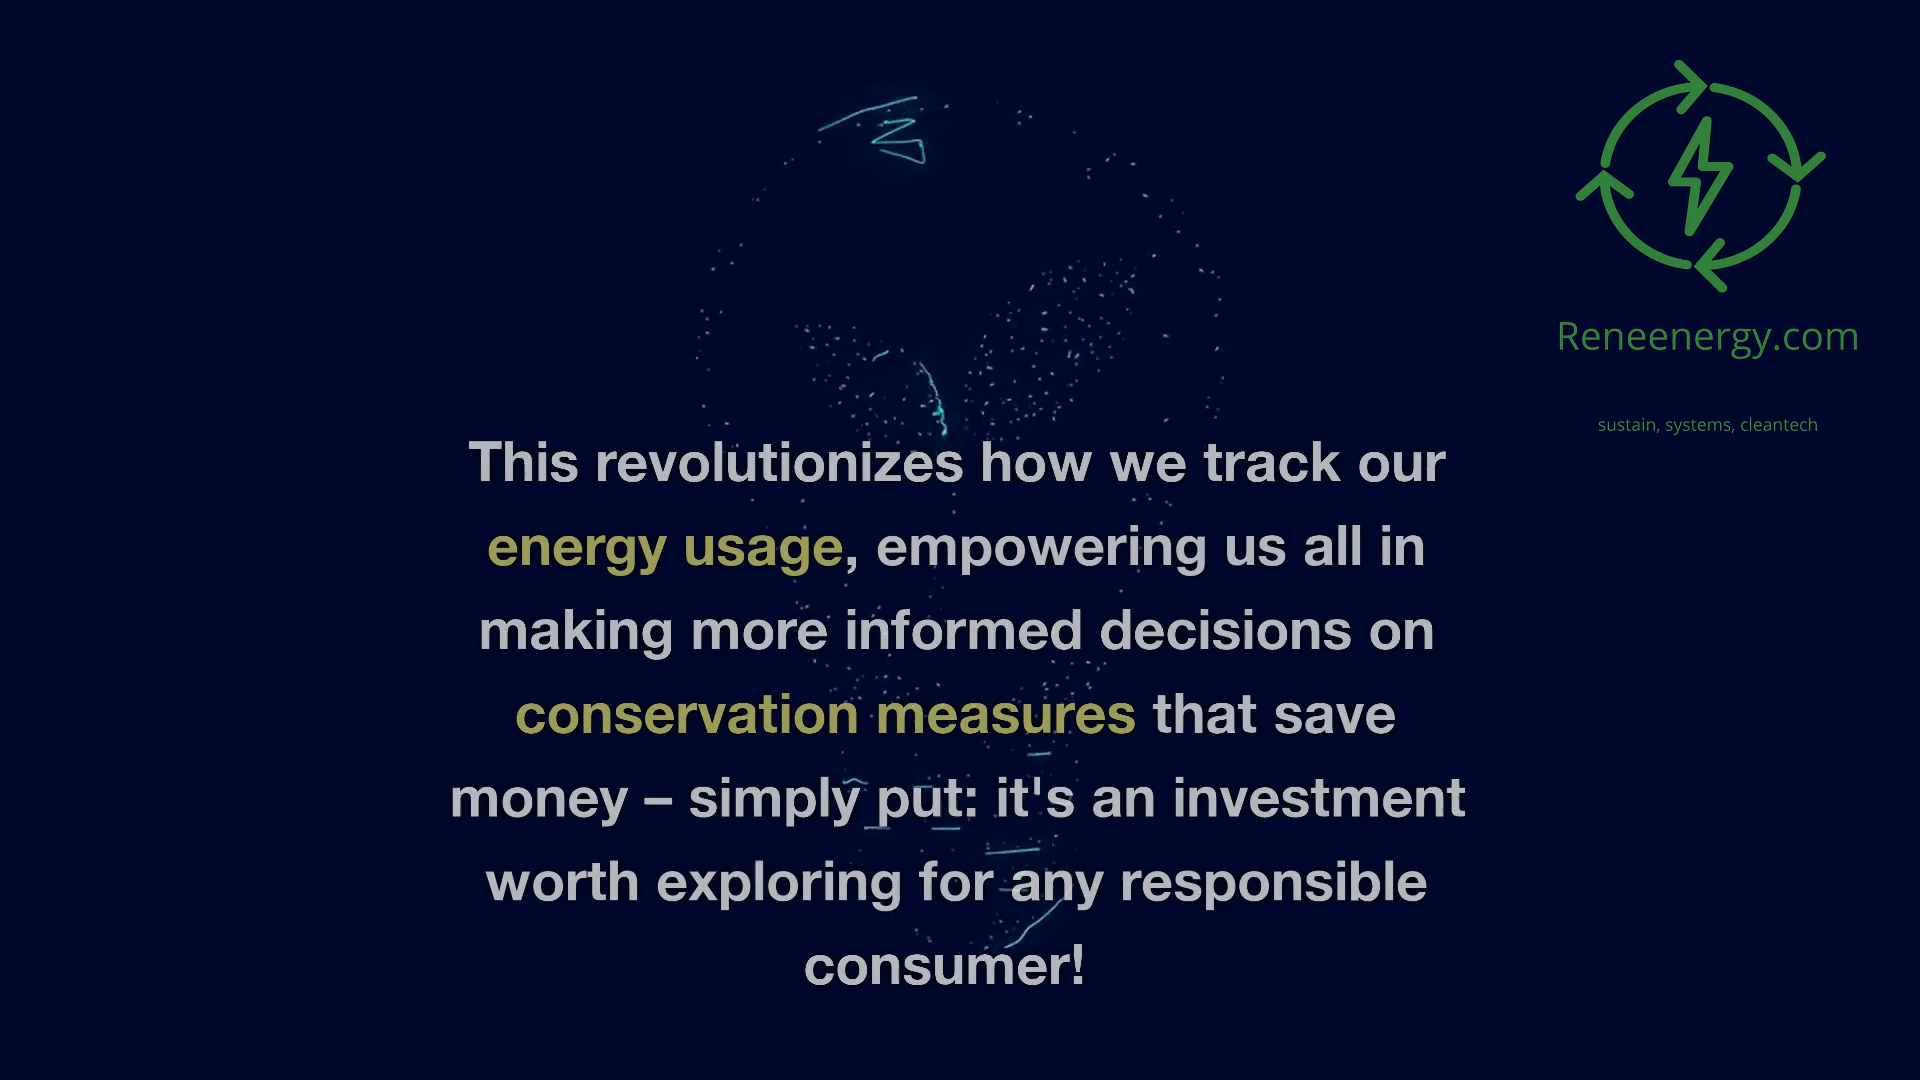 Reneenergy.com
sustain, systems, cleantech
This revolutionizes how we track our
energy usage, empowering us all in
making more informed decisions on
conservation measures that save
money – simply put: it's an investment
worth exploring for any responsible
consumer!